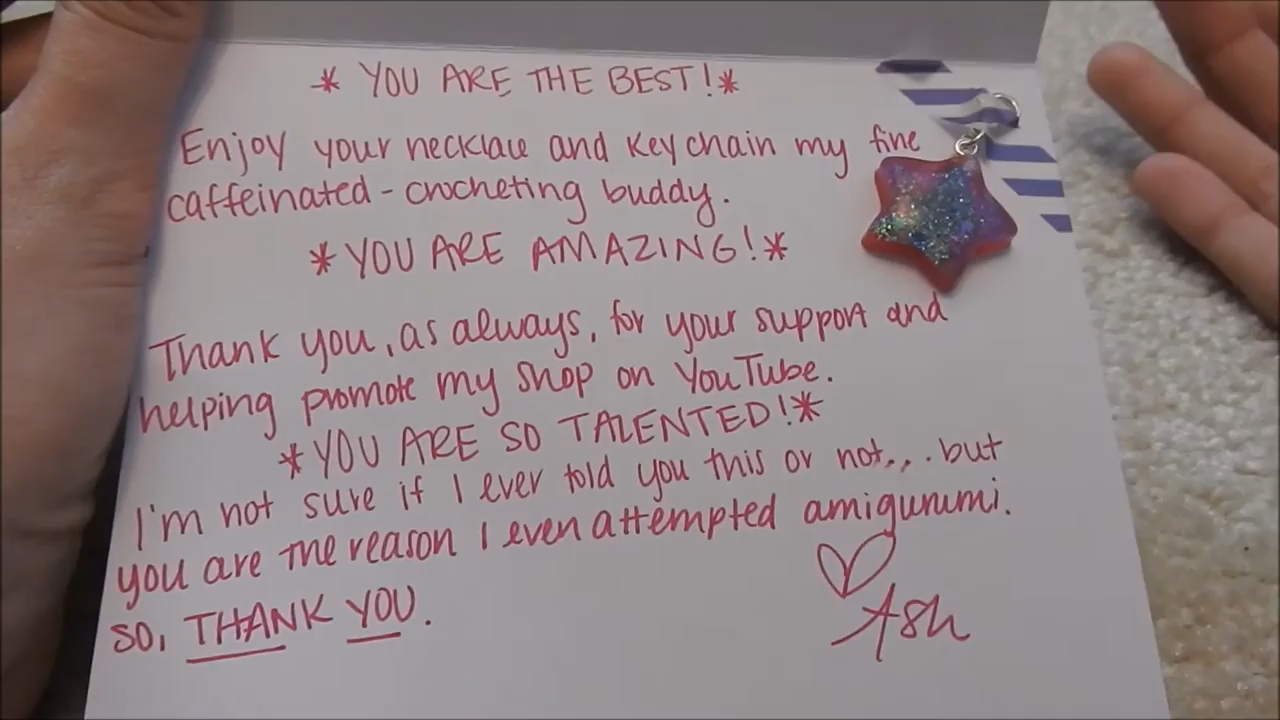 * YOU ARE THE BEST! *
Enjoy your necklace and keychain my fine
caffeinated - crocheting buddy.
* YOU ARE AMAZING! *
Thank you, as always, for your support and
helping promote my shop on YouTube.
* YOU ARE SO TALENTED! *
I'm not sure if I ever told you this or not... but
you are the reason I even attempted amigurumi.
so, THANK YOU.
Ash